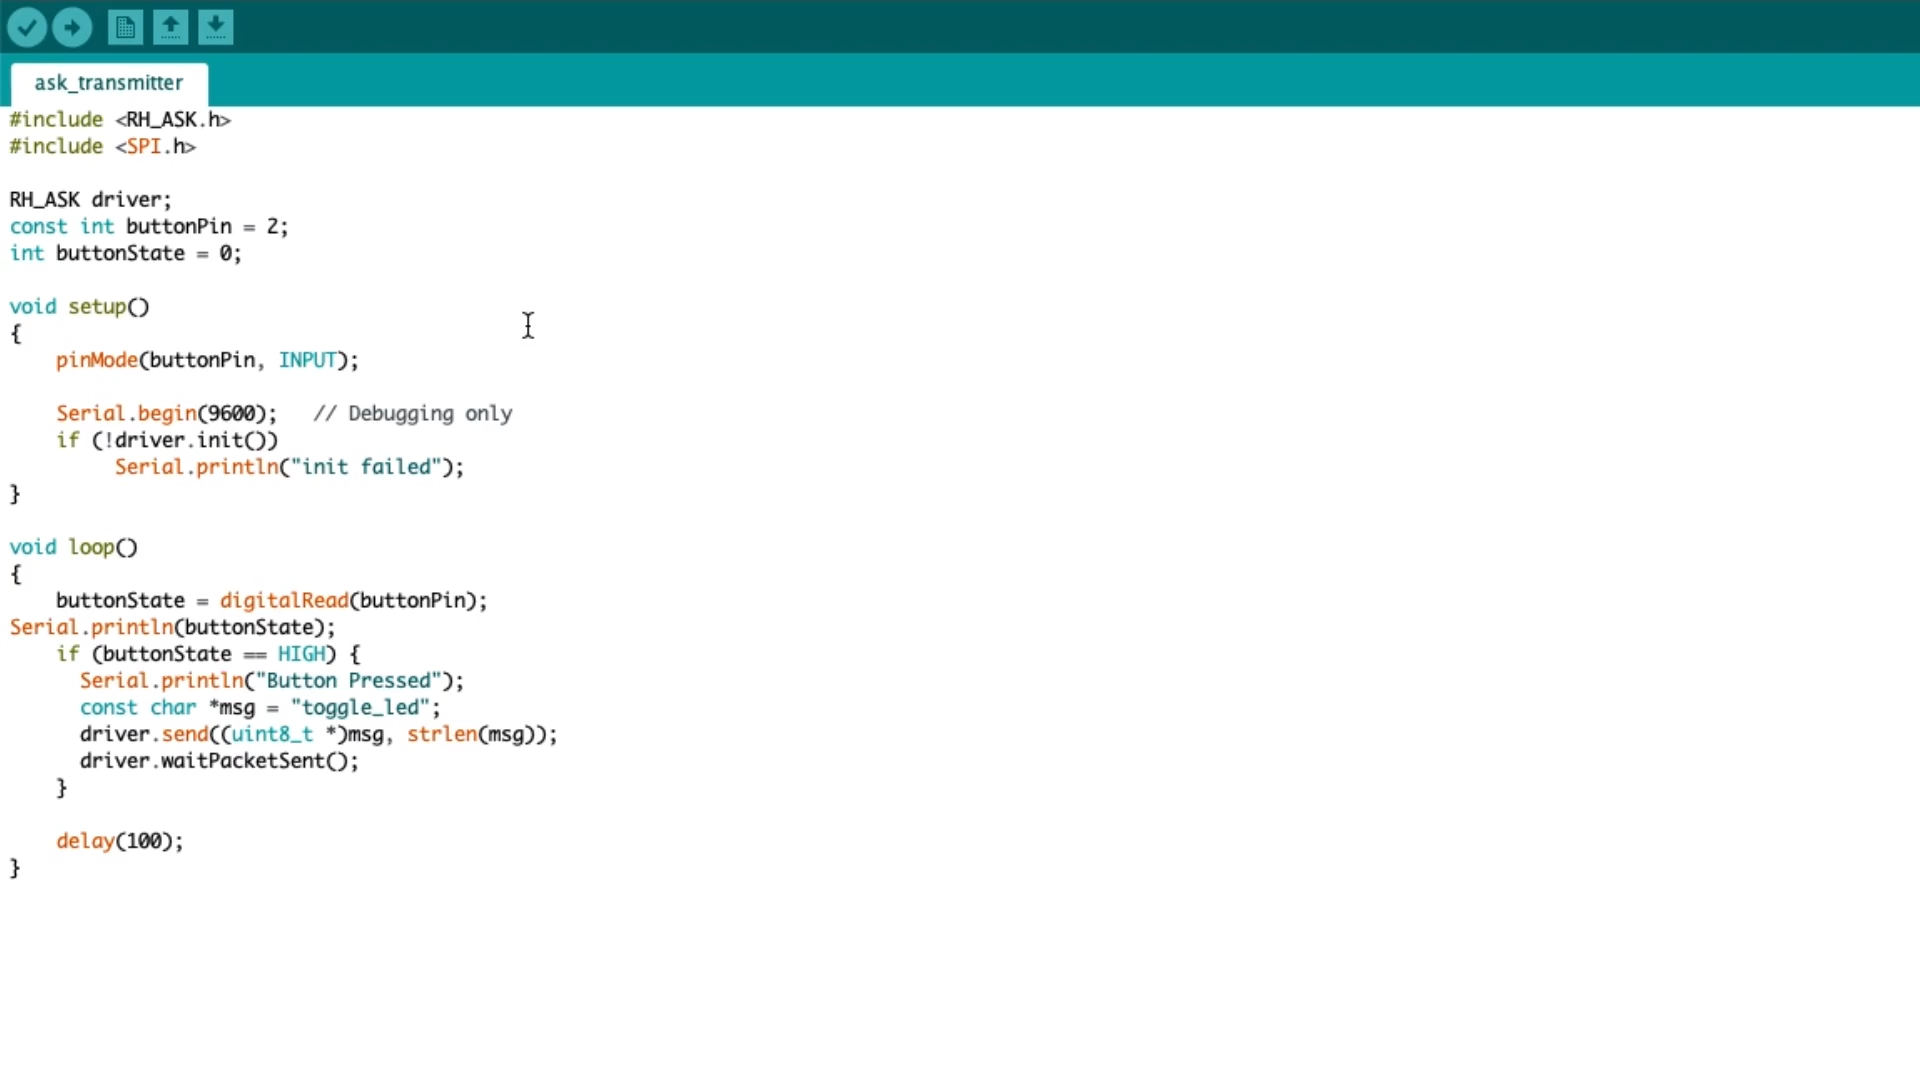 ask_transmitter
#include <RH_ASK.h>
#include <SPI.h>

RH_ASK driver;
const int buttonPin = 2;
int buttonState = 0;

void setup()
{
    pinMode(buttonPin, INPUT);

    Serial.begin(9600);   // Debugging only
    if (!driver.init())
         Serial.println("init failed");
}

void loop()
{
    buttonState = digitalRead(buttonPin);
Serial.println(buttonState);
    if (buttonState == HIGH) {
      Serial.println("Button Pressed");
      const char *msg = "toggle_led";
      driver.send((uint8_t *)msg, strlen(msg));
      driver.waitPacketSent();
    }

    delay(100);
}